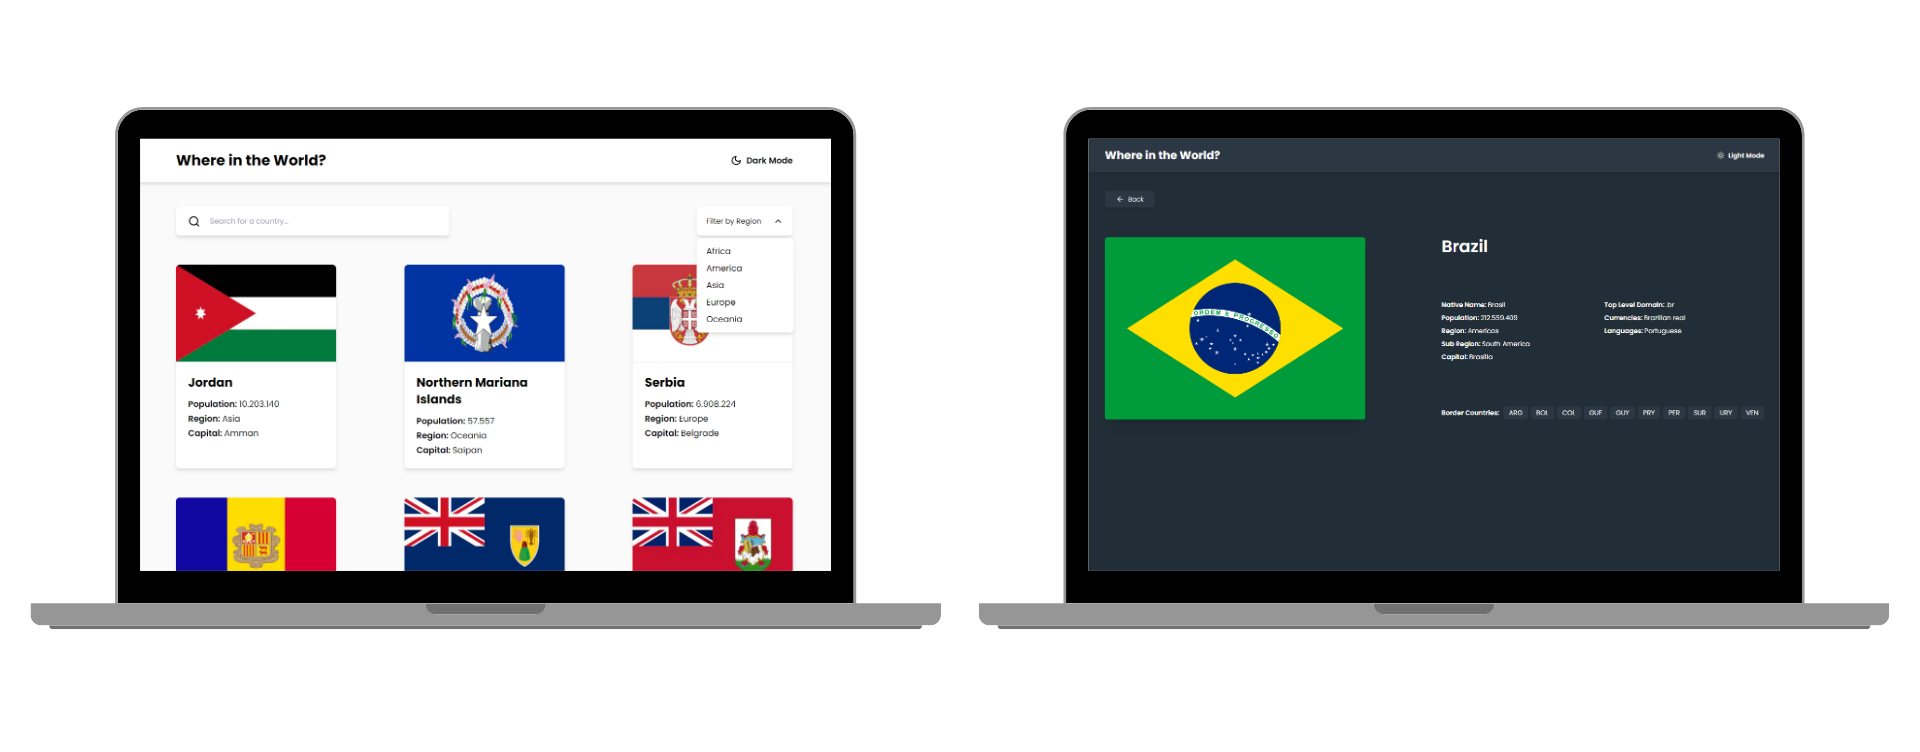 Where in the World?
Dark Mode
Search for a country...
Filter by Region
Africa
America
Asia
Europe
Oceania
Jordan
Population: 10.203.140
Region: Asia
Capital: Amman
Northern Mariana
Islands
Population: 57.557
Region: Oceania
Capital: Saipan
Serbia
Population: 6.908.224
Region: Europe
Capital: Belgrade
Where in the World?
Light Mode
Back
ORDEM E PROGRESSO
Brazil
Native Name: Brasil
Population: 212.559.409
Region: Americas
Sub Region: South America
Capital: Brasília
Top Level Domain: .br
Currencies: Brazilian real
Languages: Portuguese
Border Countries: ARG BOL COL GUF GUY PRY PER SUR URY VEN